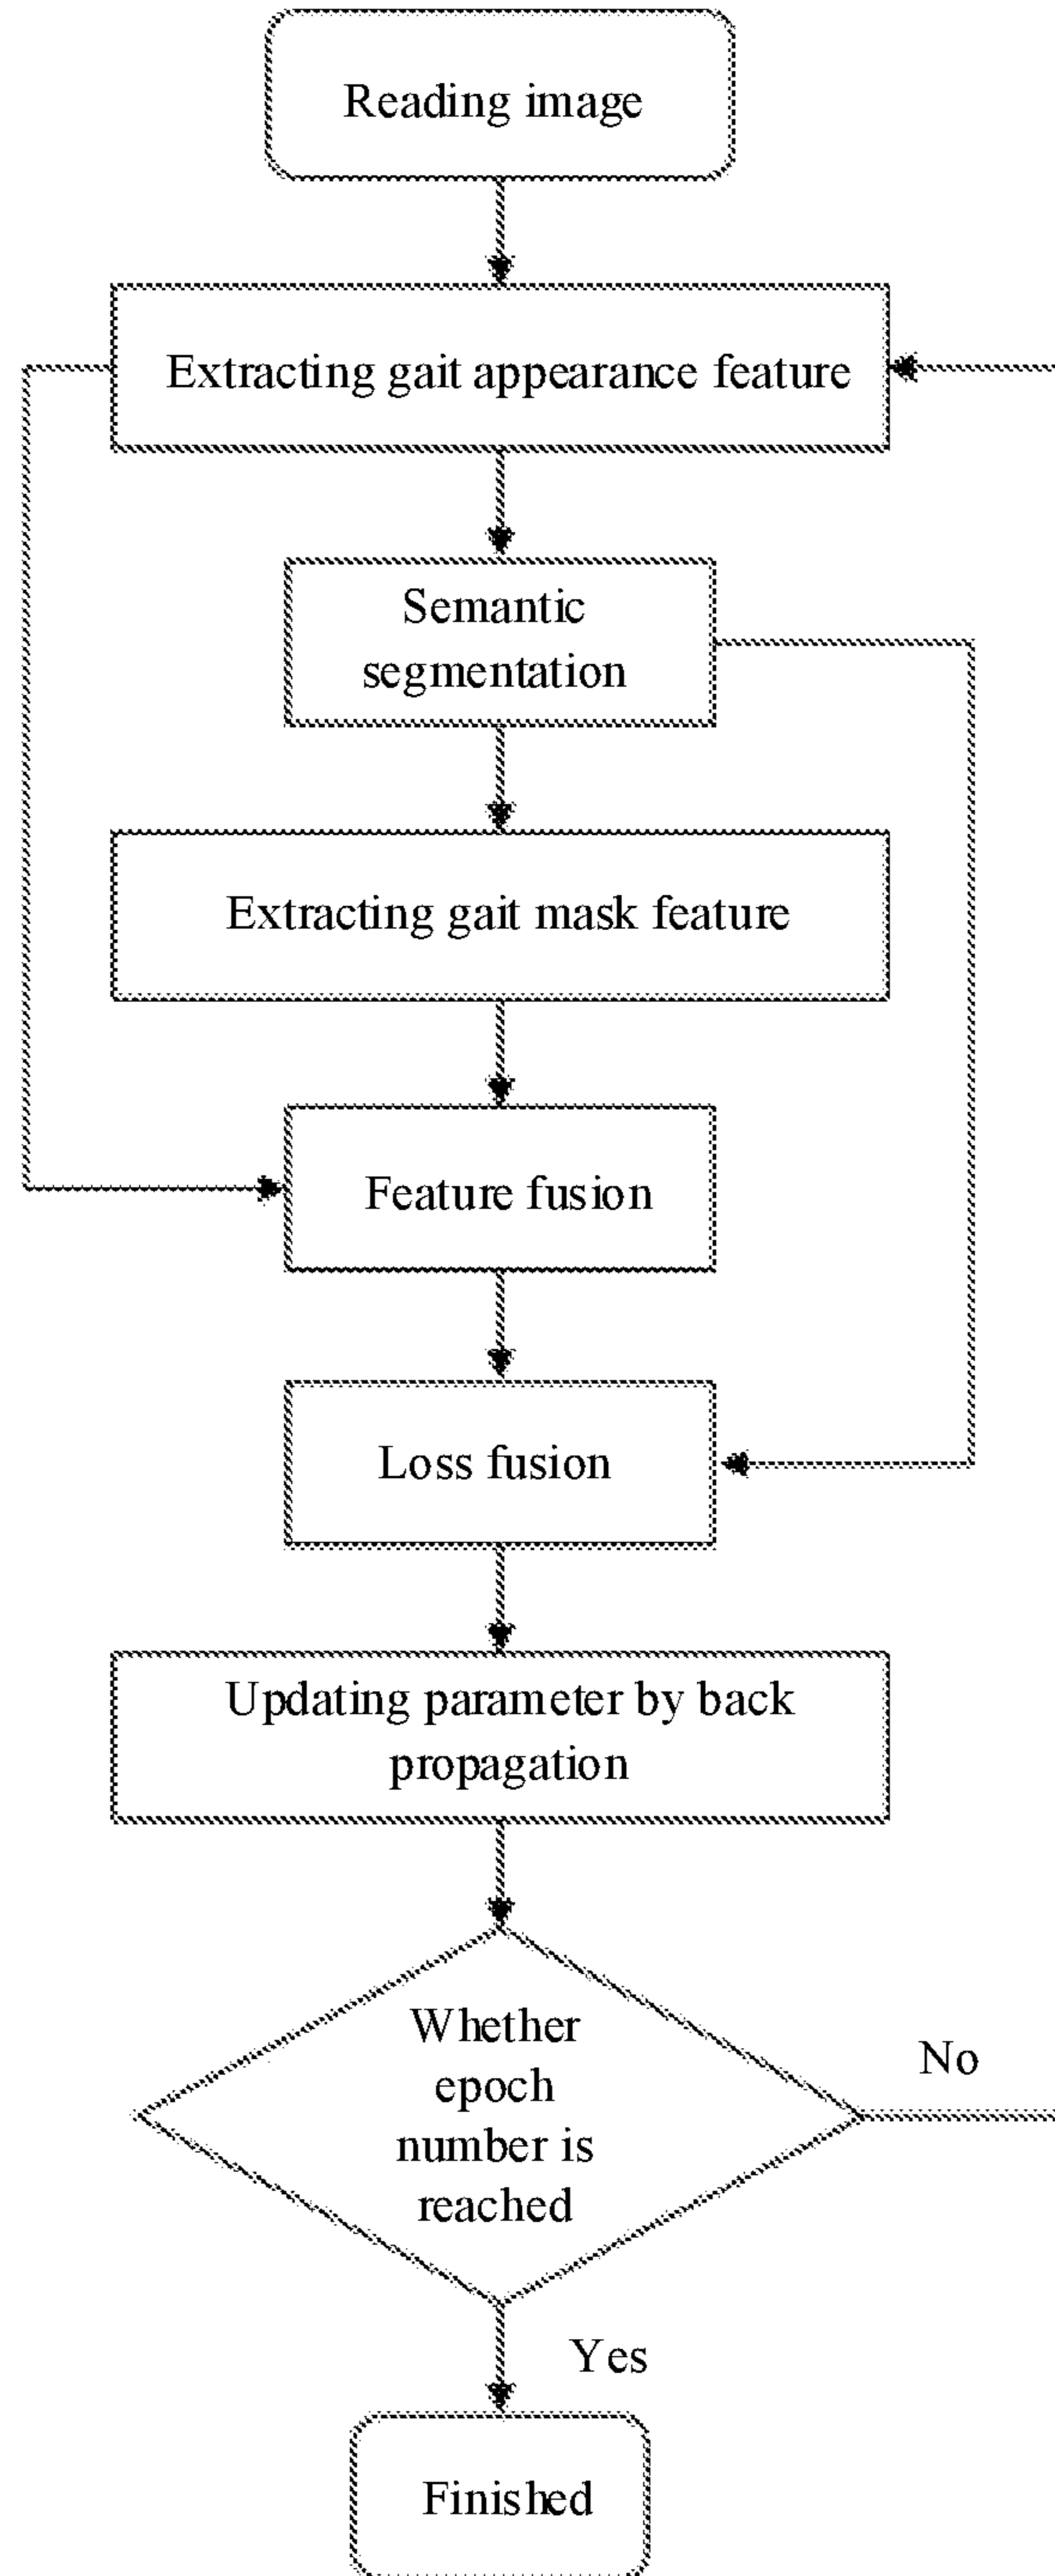 Reading image
Extracting gait appearance feature
Semantic
segmentation
Extracting gait mask feature
Feature fusion
Loss fusion
Updating parameter by back
propagation
Whether
epoch
number is
reached
No
Yes
Finished